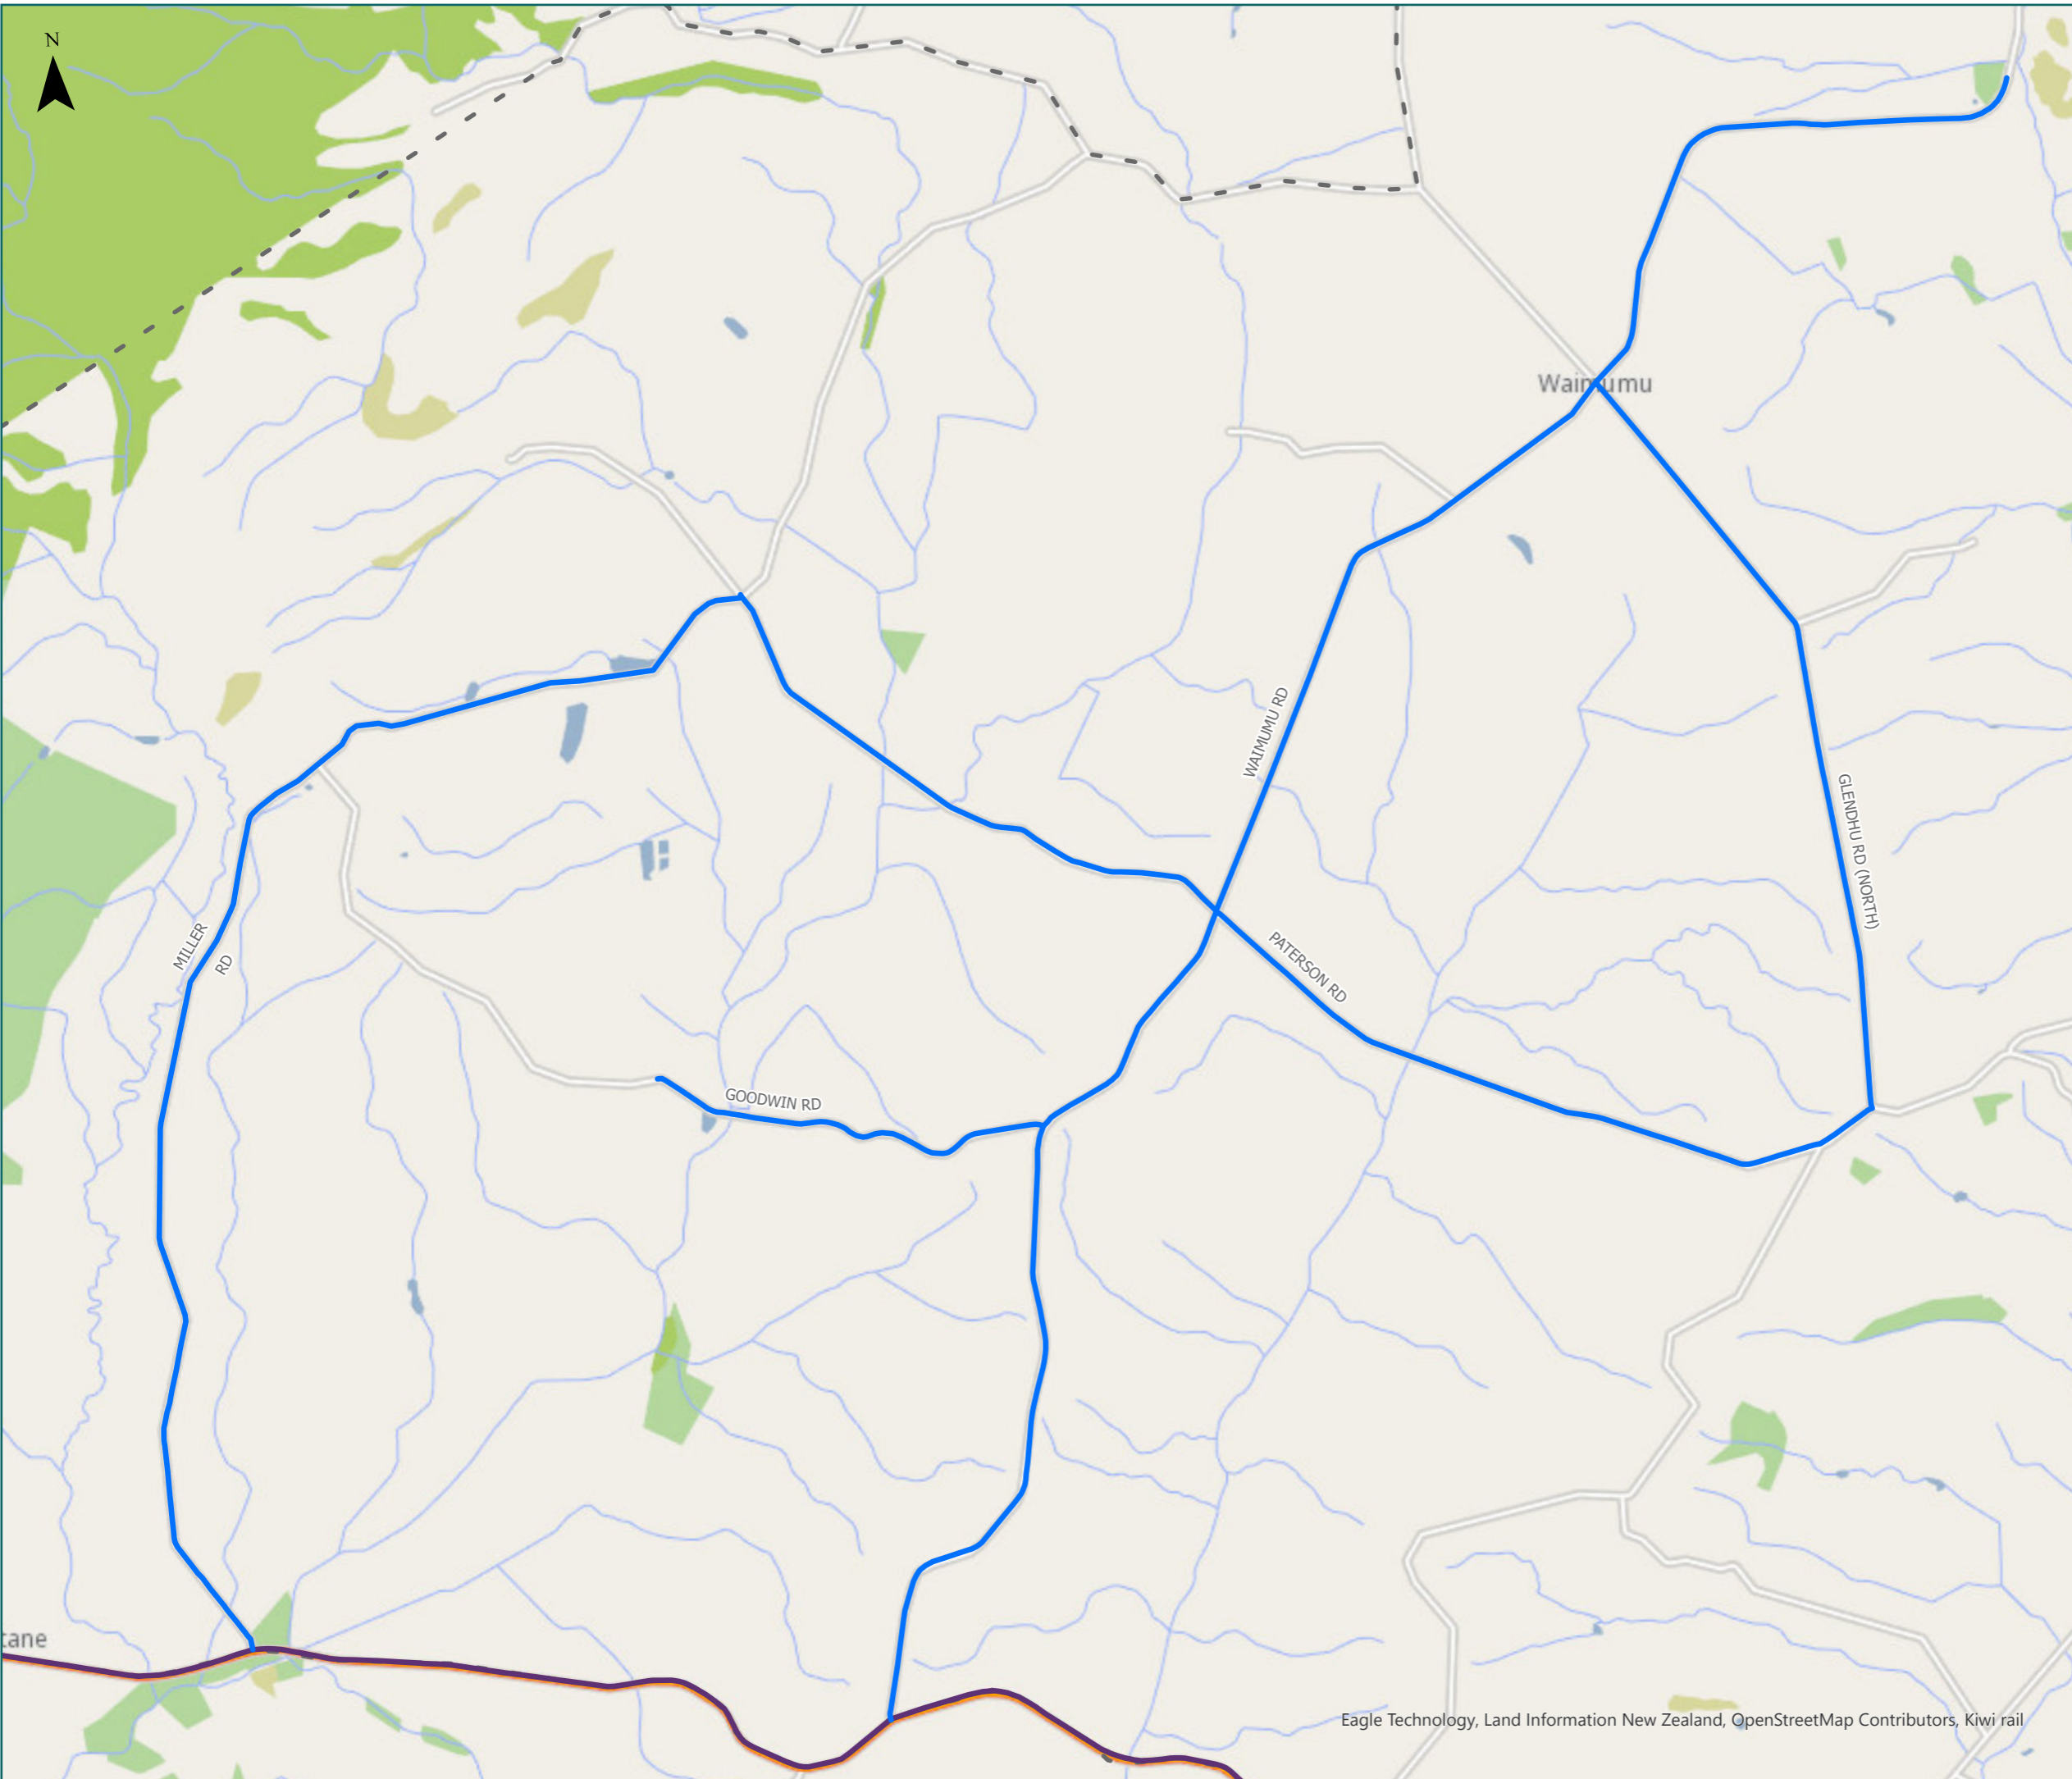 N
Waimumu
WAIMUMU RD
GLENDHU RD (NORTH)
MILLER
RD
PATERSON RD
GOODWIN RD
tane
Eagle Technology, Land Information New Zealand, OpenStreetMap Contributors, Kiwi rail